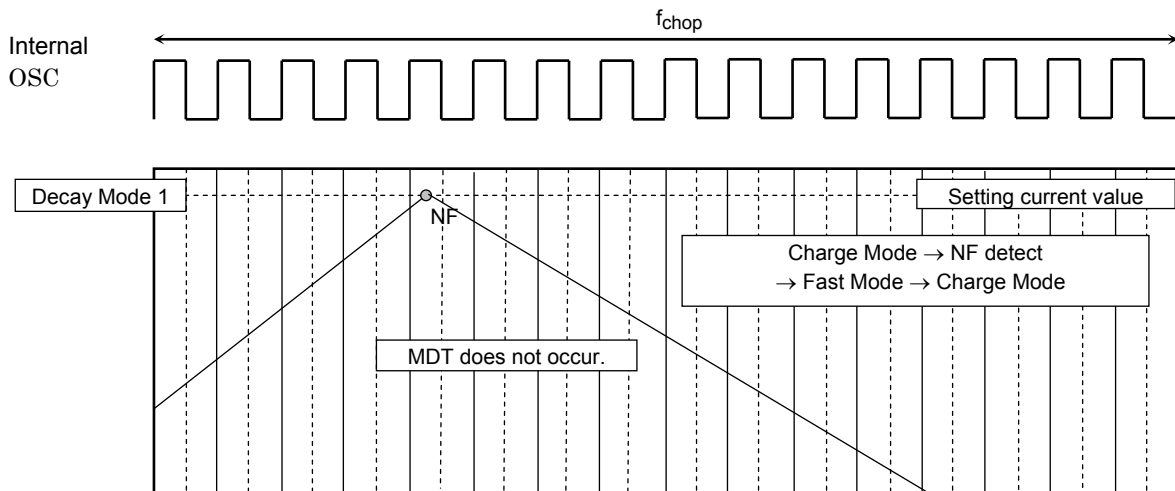 fchop
Internal
OSC
Decay Mode 1
Setting current value
NF
Charge Mode → NF detect
→ Fast Mode → Charge Mode
MDT does not occur.